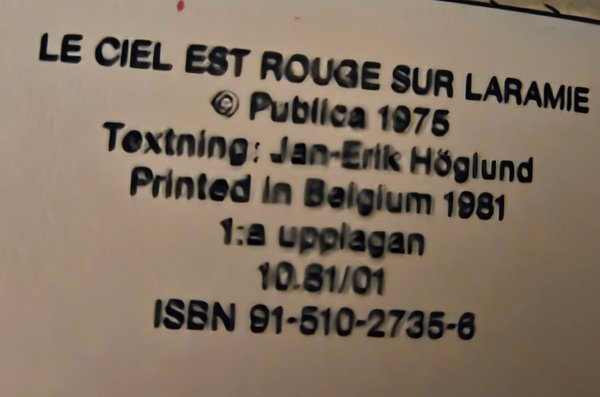 LE CIEL EST ROUGE SUR LARAMIE
© Publica 1975
Textning: Jan-Erik Höglund
Printed in Belgium 1981
1:a upplagan
10.81/01
ISBN 91-510-2735-6